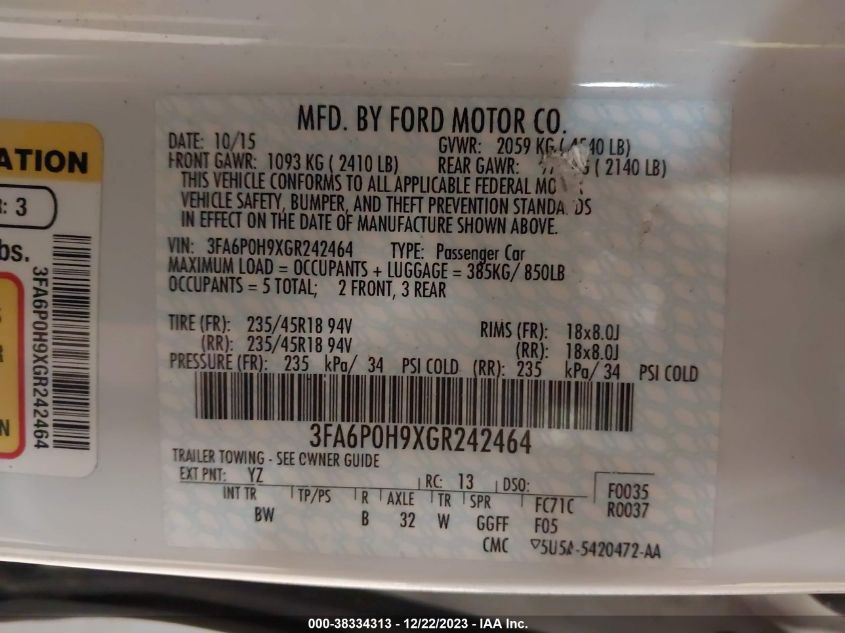 ATION
: 3
bs.
3FA6P0H9XGR242464
N
MFD. BY FORD MOTOR CO.
DATE: 10/15 GVWR: 2059 KG ( 4540 LB)
FRONT GAWR: 1093 KG ( 2410 LB) REAR GAWR: KG ( 2140 LB)
THIS VEHICLE CONFORMS TO ALL APPLICABLE FEDERAL MO
VEHICLE SAFETY, BUMPER, AND THEFT PREVENTION STANDA DS
IN EFFECT ON THE DATE OF MANUFACTURE SHOWN ABOVE.
VIN: 3FA6P0H9XGR242464 TYPE: Passenger Car
MAXIMUM LOAD = OCCUPANTS + LUGGAGE = 385KG/ 850LB
OCCUPANTS = 5 TOTAL; 2 FRONT, 3 REAR
TIRE (FR): 235/45R18 94V RIMS (FR): 18x8.0J
(RR): 235/45R18 94V (RR): 18x8.0J
PRESSURE (FR): 235 kPa/ 34 PSI COLD (RR): 235 kPa/ 34 PSI COLD
3FA6P0H9XGR242464
TRAILER TOWING - SEE OWNER GUIDE
EXT PNT: YZ RC: 13 DSO: F0035
INT TR TP/PS R AXLE TR SPR FC71C R0037
BW B 32 W GGFF F05
CMC 5U5A-5420472-AA
000-38334313 - 12/22/2023 - IAA Inc.